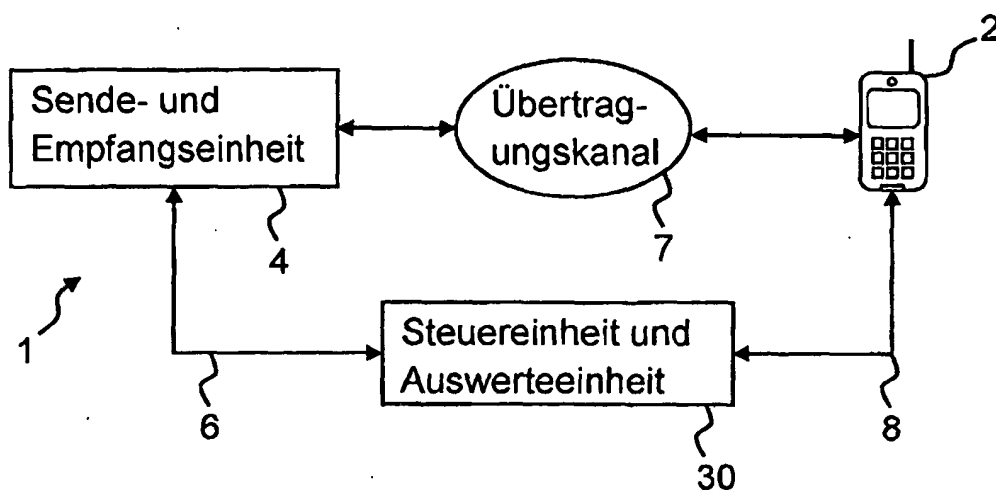 2
Sende- und
Empfangseinheit
Übertrag-
ungskanal
4
7
1
Steuereinheit und
Auswerteeinheit
6
8
30